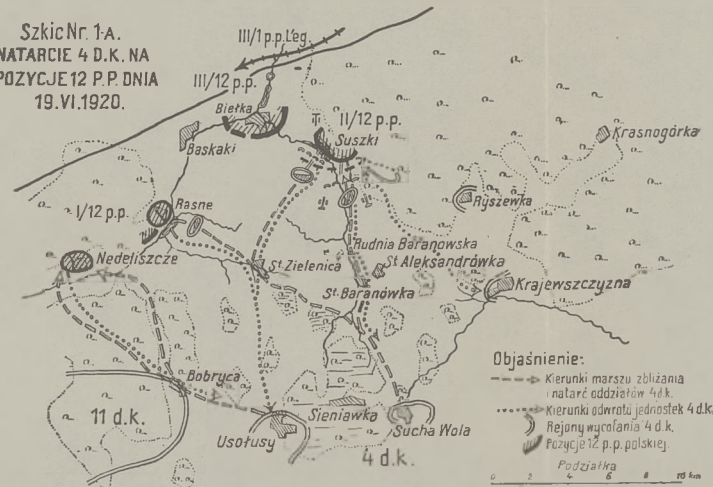 Szkic Nr. 1-A.
NATARCIE 4 D.K. NA
POZYCJE 12 P.P. DNIA
19.VI.1920.
III/1 p.p.Leg.
III/12 p.p.
Biełka
II/12 p.p.
Suszki
Baskaki
Krasnogórka
I/12 p.p.
Rasne
Ryszewka
Nedeliszcze
Rudnia Baranowska
St. Zielenica
St. Aleksandrówka
St. Baranówka
Krajewszczyzna
Bobryca
11 d.k.
Usołusy
Sieniawka
Sucha Wola
4 d.k.
Objaśnienie:
Kierunki marszu zbliżania
i natarć oddziałów 4 d.k.
Kierunki odwrotu jednostek 4 d.k.
Rejony wycofania 4 d.k.
Pozycje 12 p.p. polskiej.
Podziałka
0 2 4 6 8 10 km